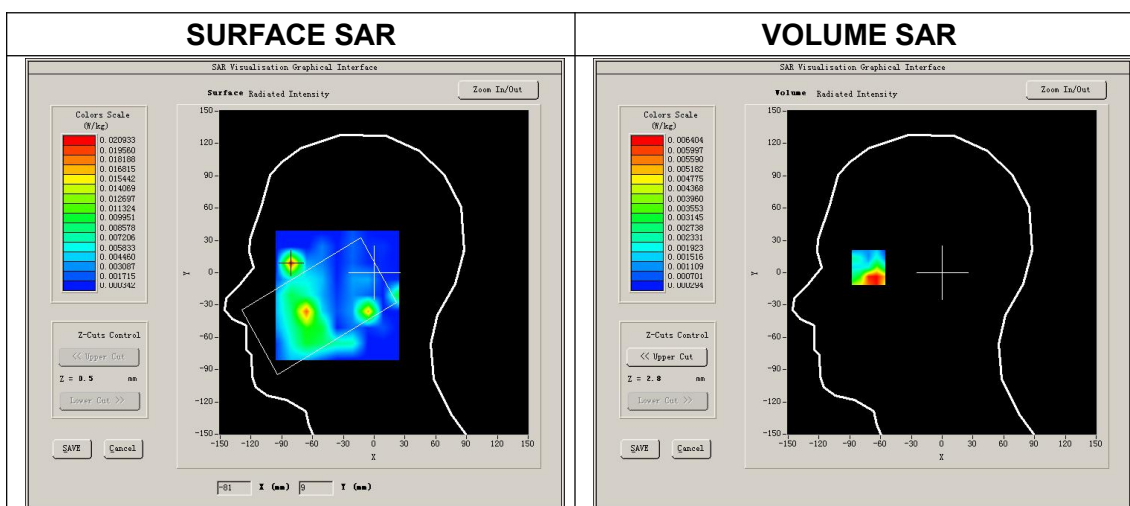 SURFACE SAR
VOLUME SAR
SAR Visualisation Graphical Interface
Surface Radiated Intensity
Zoom In/Out
Colors Scale
(W/kg)
0.020933
0.019560
0.018188
0.016815
0.015442
0.014069
0.012697
0.011324
0.009951
0.008578
0.007206
0.005833
0.004460
0.003087
0.001715
0.000342
150
120
90
60
30
0
-30
-60
-90
-120
-150
Y
-150 -120 -90 -60 -30 0 30 60 90 120 150
X
Z-Cuts Control
<< Upper Cut
Z = 0.5 mm
Lower Cut >>
SAVE
Cancel
-81 X (mm) 9 Y (mm)
SAR Visualisation Graphical Interface
Volume Radiated Intensity
Zoom In/Out
Colors Scale
(W/kg)
0.006404
0.005997
0.005590
0.005182
0.004775
0.004368
0.003960
0.003553
0.003145
0.002738
0.002331
0.001923
0.001516
0.001109
0.000701
0.000294
150
120
90
60
30
0
-30
-60
-90
-120
-150
Y
-150 -120 -90 -60 -30 0 30 60 90 120 150
X
Z-Cuts Control
<< Upper Cut
Z = 2.8 mm
Lower Cut >>
SAVE
Cancel